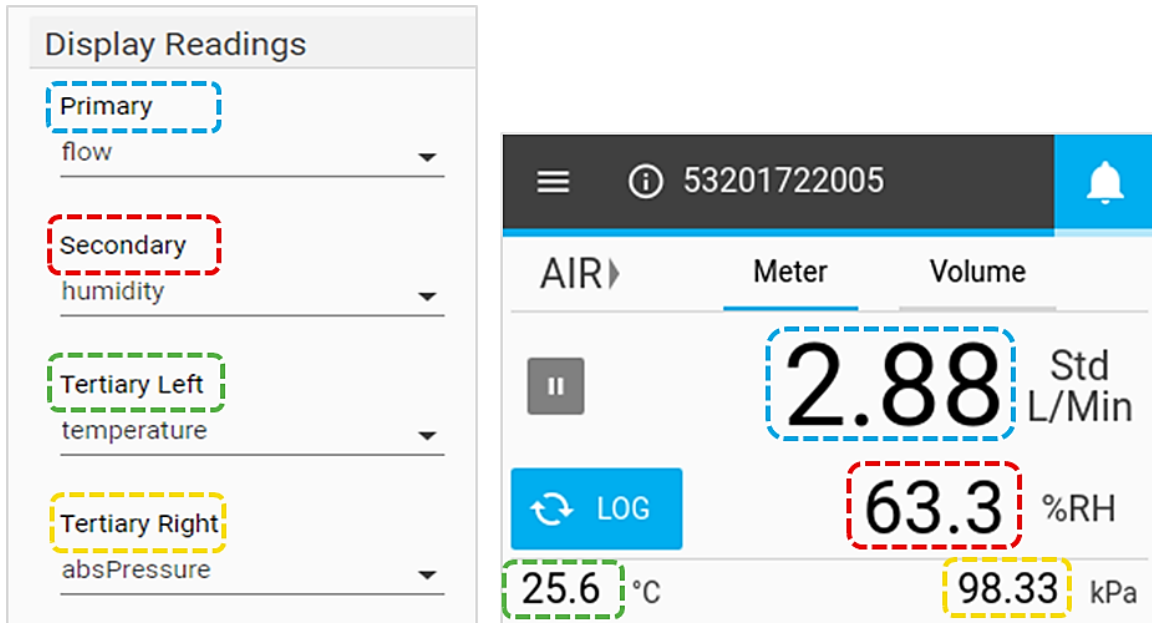 Display Readings
Primary
flow
Secondary
humidity
Tertiary Left
temperature
Tertiary Right
absPressure
53201722005
AIR
Meter
Volume
2.88
Std
L/Min
LOG
63.3
%RH
25.6
°C
98.33
kPa